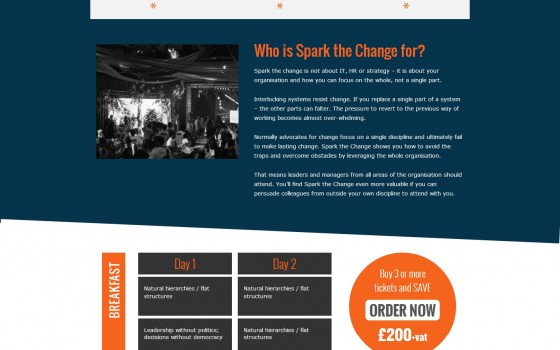 * * *
Who is Spark the Change for?
Spark the change is not about IT, HR or strategy – it is about your
organisation and how you can focus on the whole, not a single part.
Interlocking systems resist change. If you replace a single part of a system
– the other parts can falter. The pressure to revert to the previous way of
working becomes almost over-whelming.
Normally advocates for change focus on a single discipline and ultimately fail
to make lasting change. Spark the Change shows you how to avoid the
traps and overcome obstacles by leveraging the whole organisation.
That means leaders and managers from all areas of the organisation should
attend. You'll find Spark the Change even more valuable if you can
persuade colleagues from outside your own discipline to attend with you.
BREAKFAST
Day 1
Natural hierarchies / flat
structures
Leadership without politics;
decisions without democracy
Day 2
Natural hierarchies / flat
structures
Natural hierarchies / flat
structures
Buy 3 or more
tickets and SAVE
ORDER NOW
£200+vat